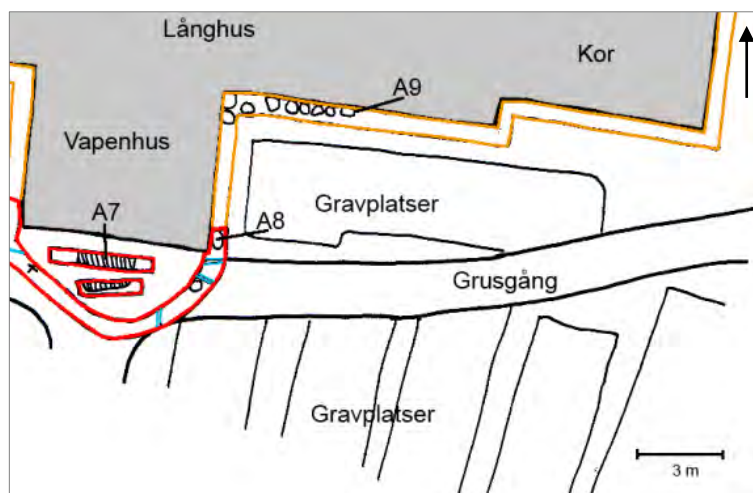 Långhus
Kor
A9
Vapenhus
A7
A8
Gravplatser
Grusgång
Gravplatser
3 m